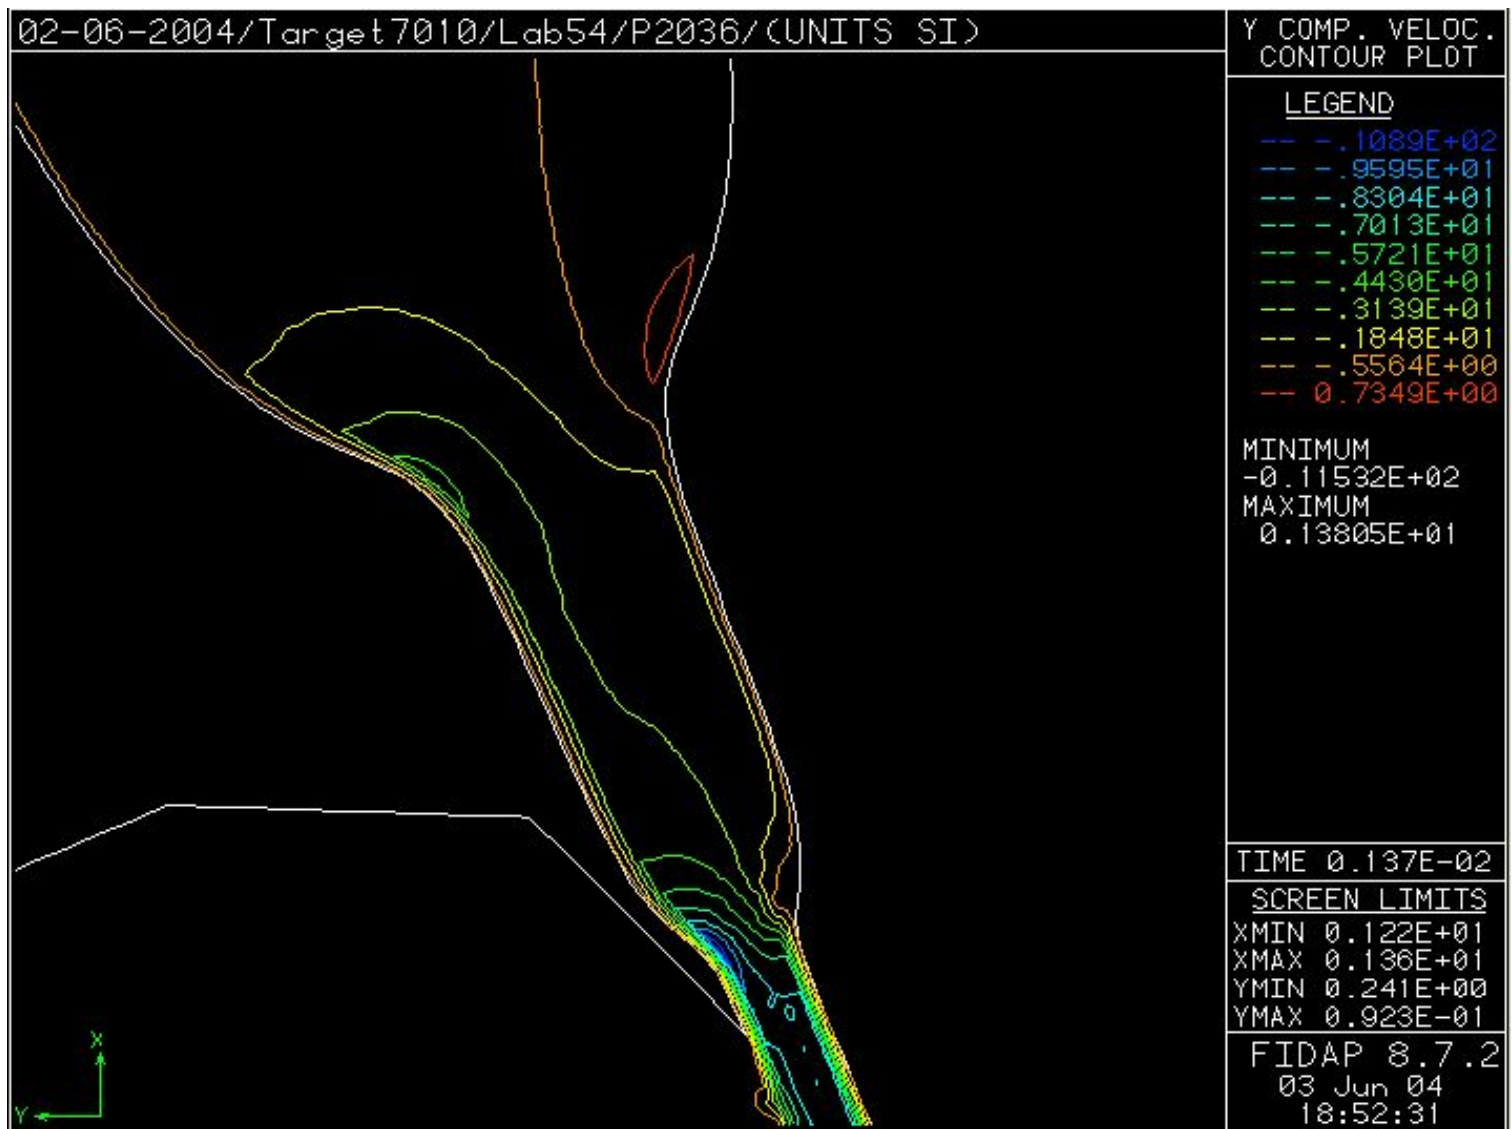 02-06-2004/Target7010/Lab54/P2036/(UNITS SI)
Y COMP. VELOC.
CONTOUR PLOT
LEGEND
-- -.1089E+02
-- -.9595E+01
-- -.8304E+01
-- -.7013E+01
-- -.5721E+01
-- -.4430E+01
-- -.3139E+01
-- -.1848E+01
-- -.5564E+00
-- 0.7349E+00
MINIMUM
-0.11532E+02
MAXIMUM
0.13805E+01
TIME 0.137E-02
SCREEN LIMITS
XMIN 0.122E+01
XMAX 0.136E+01
YMIN 0.241E+00
YMAX 0.923E-01
FIDAP 8.7.2
03 Jun 04
18:52:31
X
Y